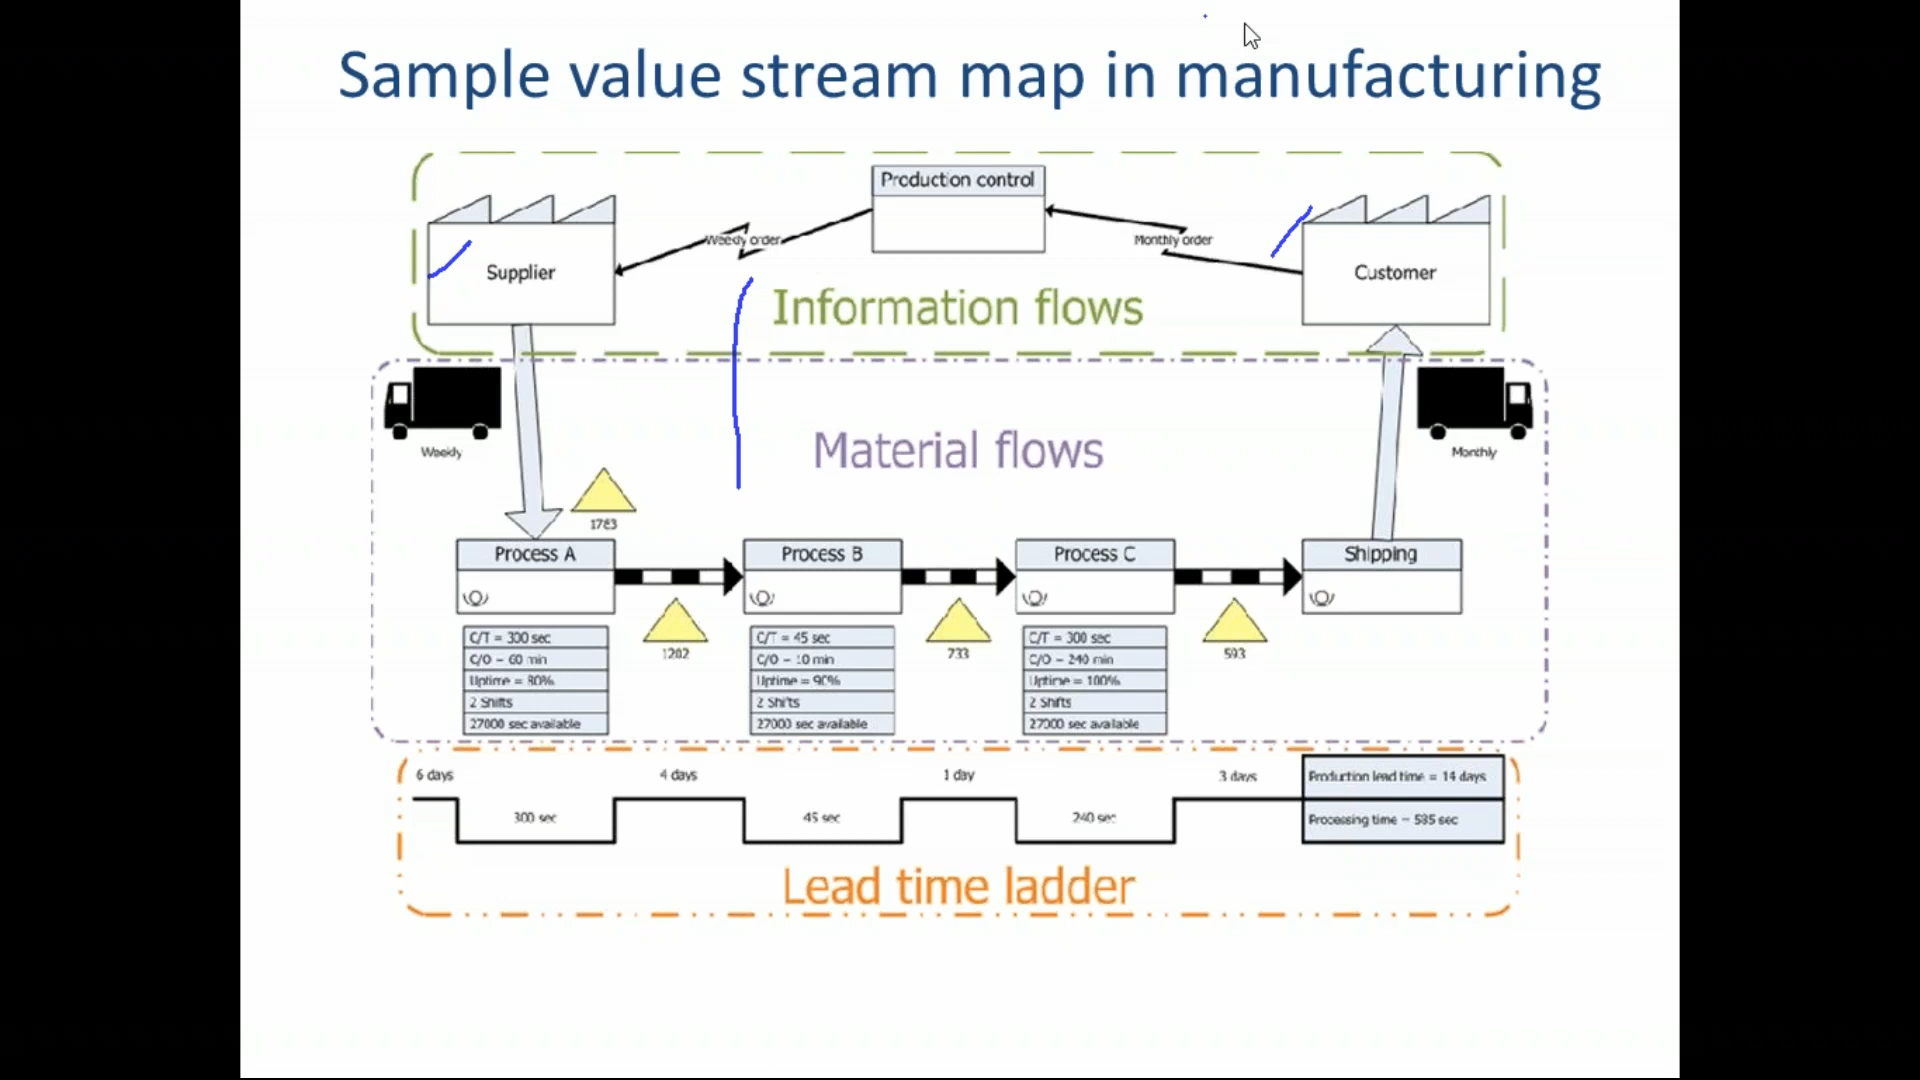 Sample value stream map in manufacturing
Production control
Weekly order
Monthly order
Supplier
Customer
Information flows
Weekly
Material flows
Monthly
1783
Process A
Process B
Process C
Shipping
1202
733
593
C/T = 300 sec
C/O = 60 min
Uptime = 80%
2 Shifts
27000 sec available
C/T = 45 sec
C/O = 10 min
Uptime = 90%
2 Shifts
27000 sec available
C/T = 300 sec
C/O = 240 min
Uptime = 100%
2 Shifts
27000 sec available
6 days
4 days
1 day
3 days
Production lead time = 14 days
300 sec
45 sec
240 sec
Processing time = 585 sec
Lead time ladder